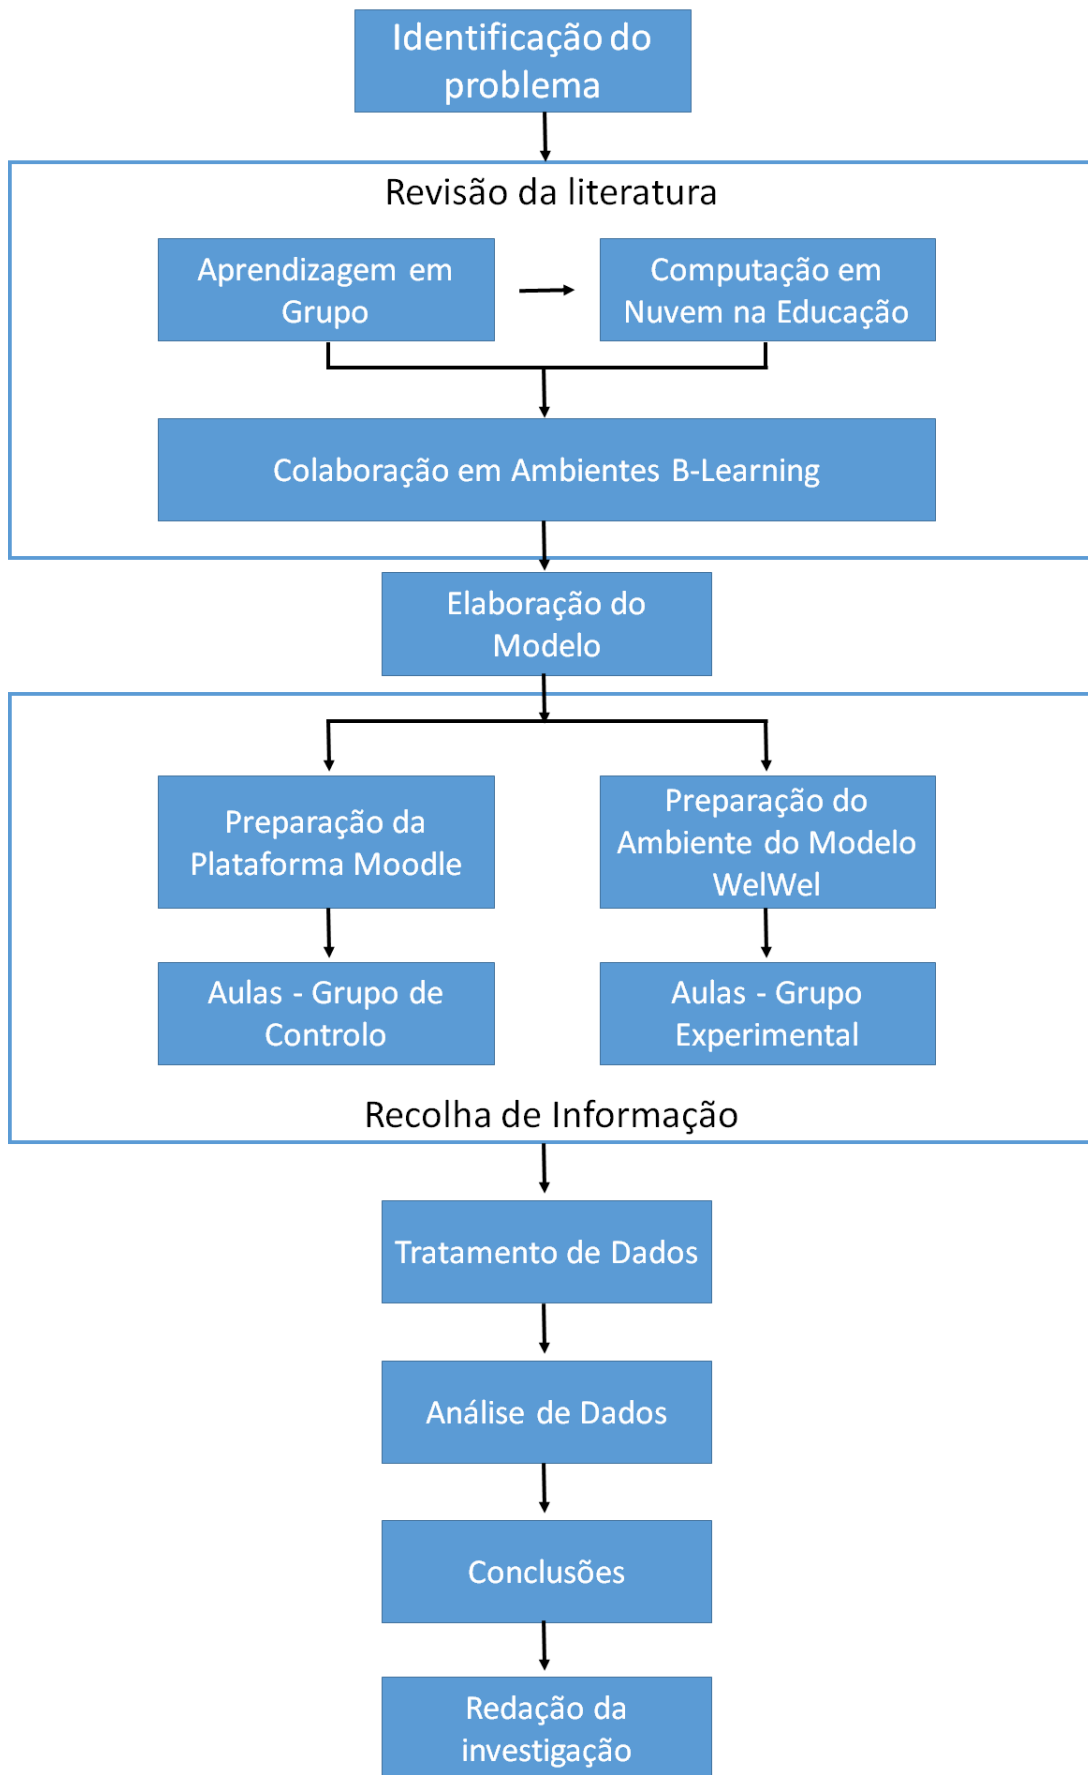 Identificação do
problema
Revisão da literatura
Aprendizagem em
Grupo
Computação em
Nuvem na Educação
Colaboração em Ambientes B-Learning
Elaboração do
Modelo
Preparação da
Plataforma Moodle
Preparação do
Ambiente do Modelo
WelWel
Aulas - Grupo de
Controlo
Aulas - Grupo
Experimental
Recolha de Informação
Tratamento de Dados
Análise de Dados
Conclusões
Redação da
investigação